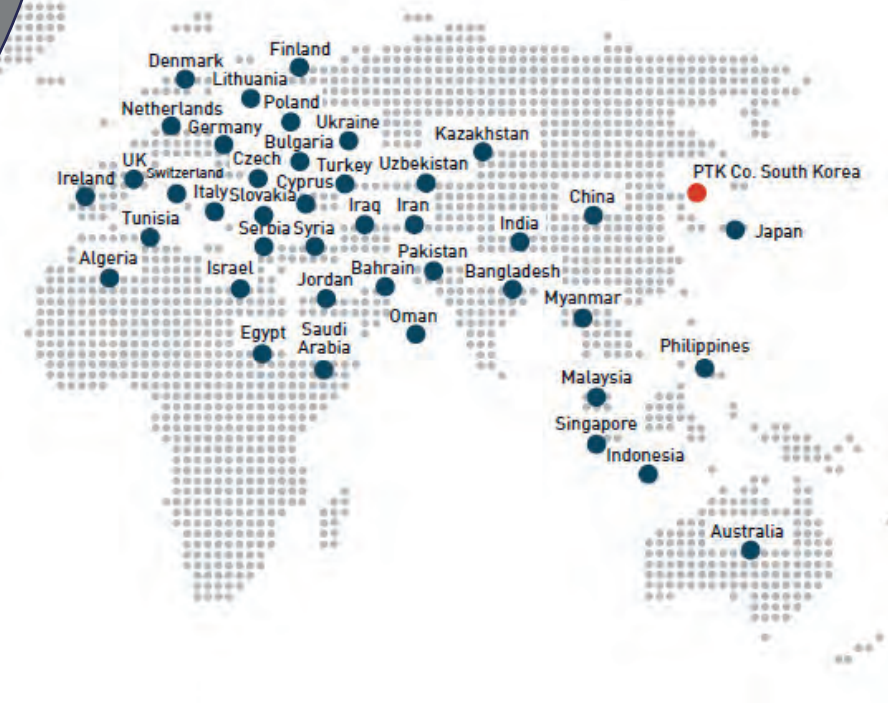 Finland
Denmark
Lithuania
Poland
Netherlands
Ukraine
Germany
Kazakhstan
Bulgaria
UK
Czech
Turkey
Uzbekistan
Switzerland
PTK Co. South Korea
Ireland
Cyprus
Italy
Slovakia
China
Iraq
Iran
Tunisia
India
Serbia
Syria
Japan
Pakistan
Algeria
Israel
Bahrain
Bangladesh
Jordan
Myanmar
Oman
Egypt
Saudi
Arabia
Philippines
Malaysia
Singapore
Indonesia
Australia